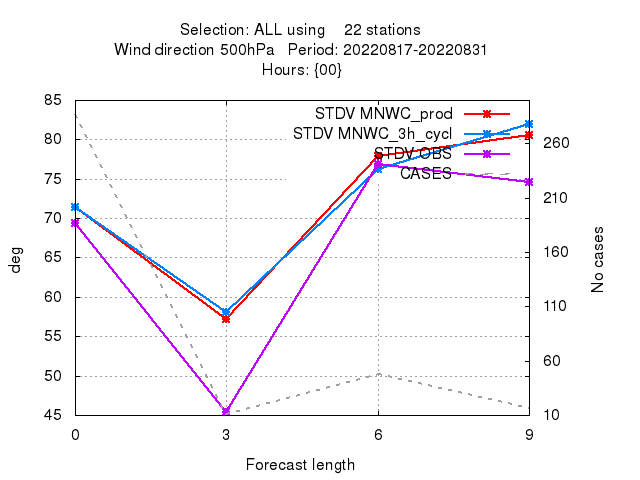 Selection: ALL using 22 stations
Wind direction 500hPa Period: 20220817-20220831
Hours: {00}
85
80
75
70
65
60
55
50
45
deg
STDV MNWC_prod
STDV MNWC_3h_cycl
STDV OBS
CASES
260
210
160
110
60
10
No cases
0 3 6 9
Forecast length